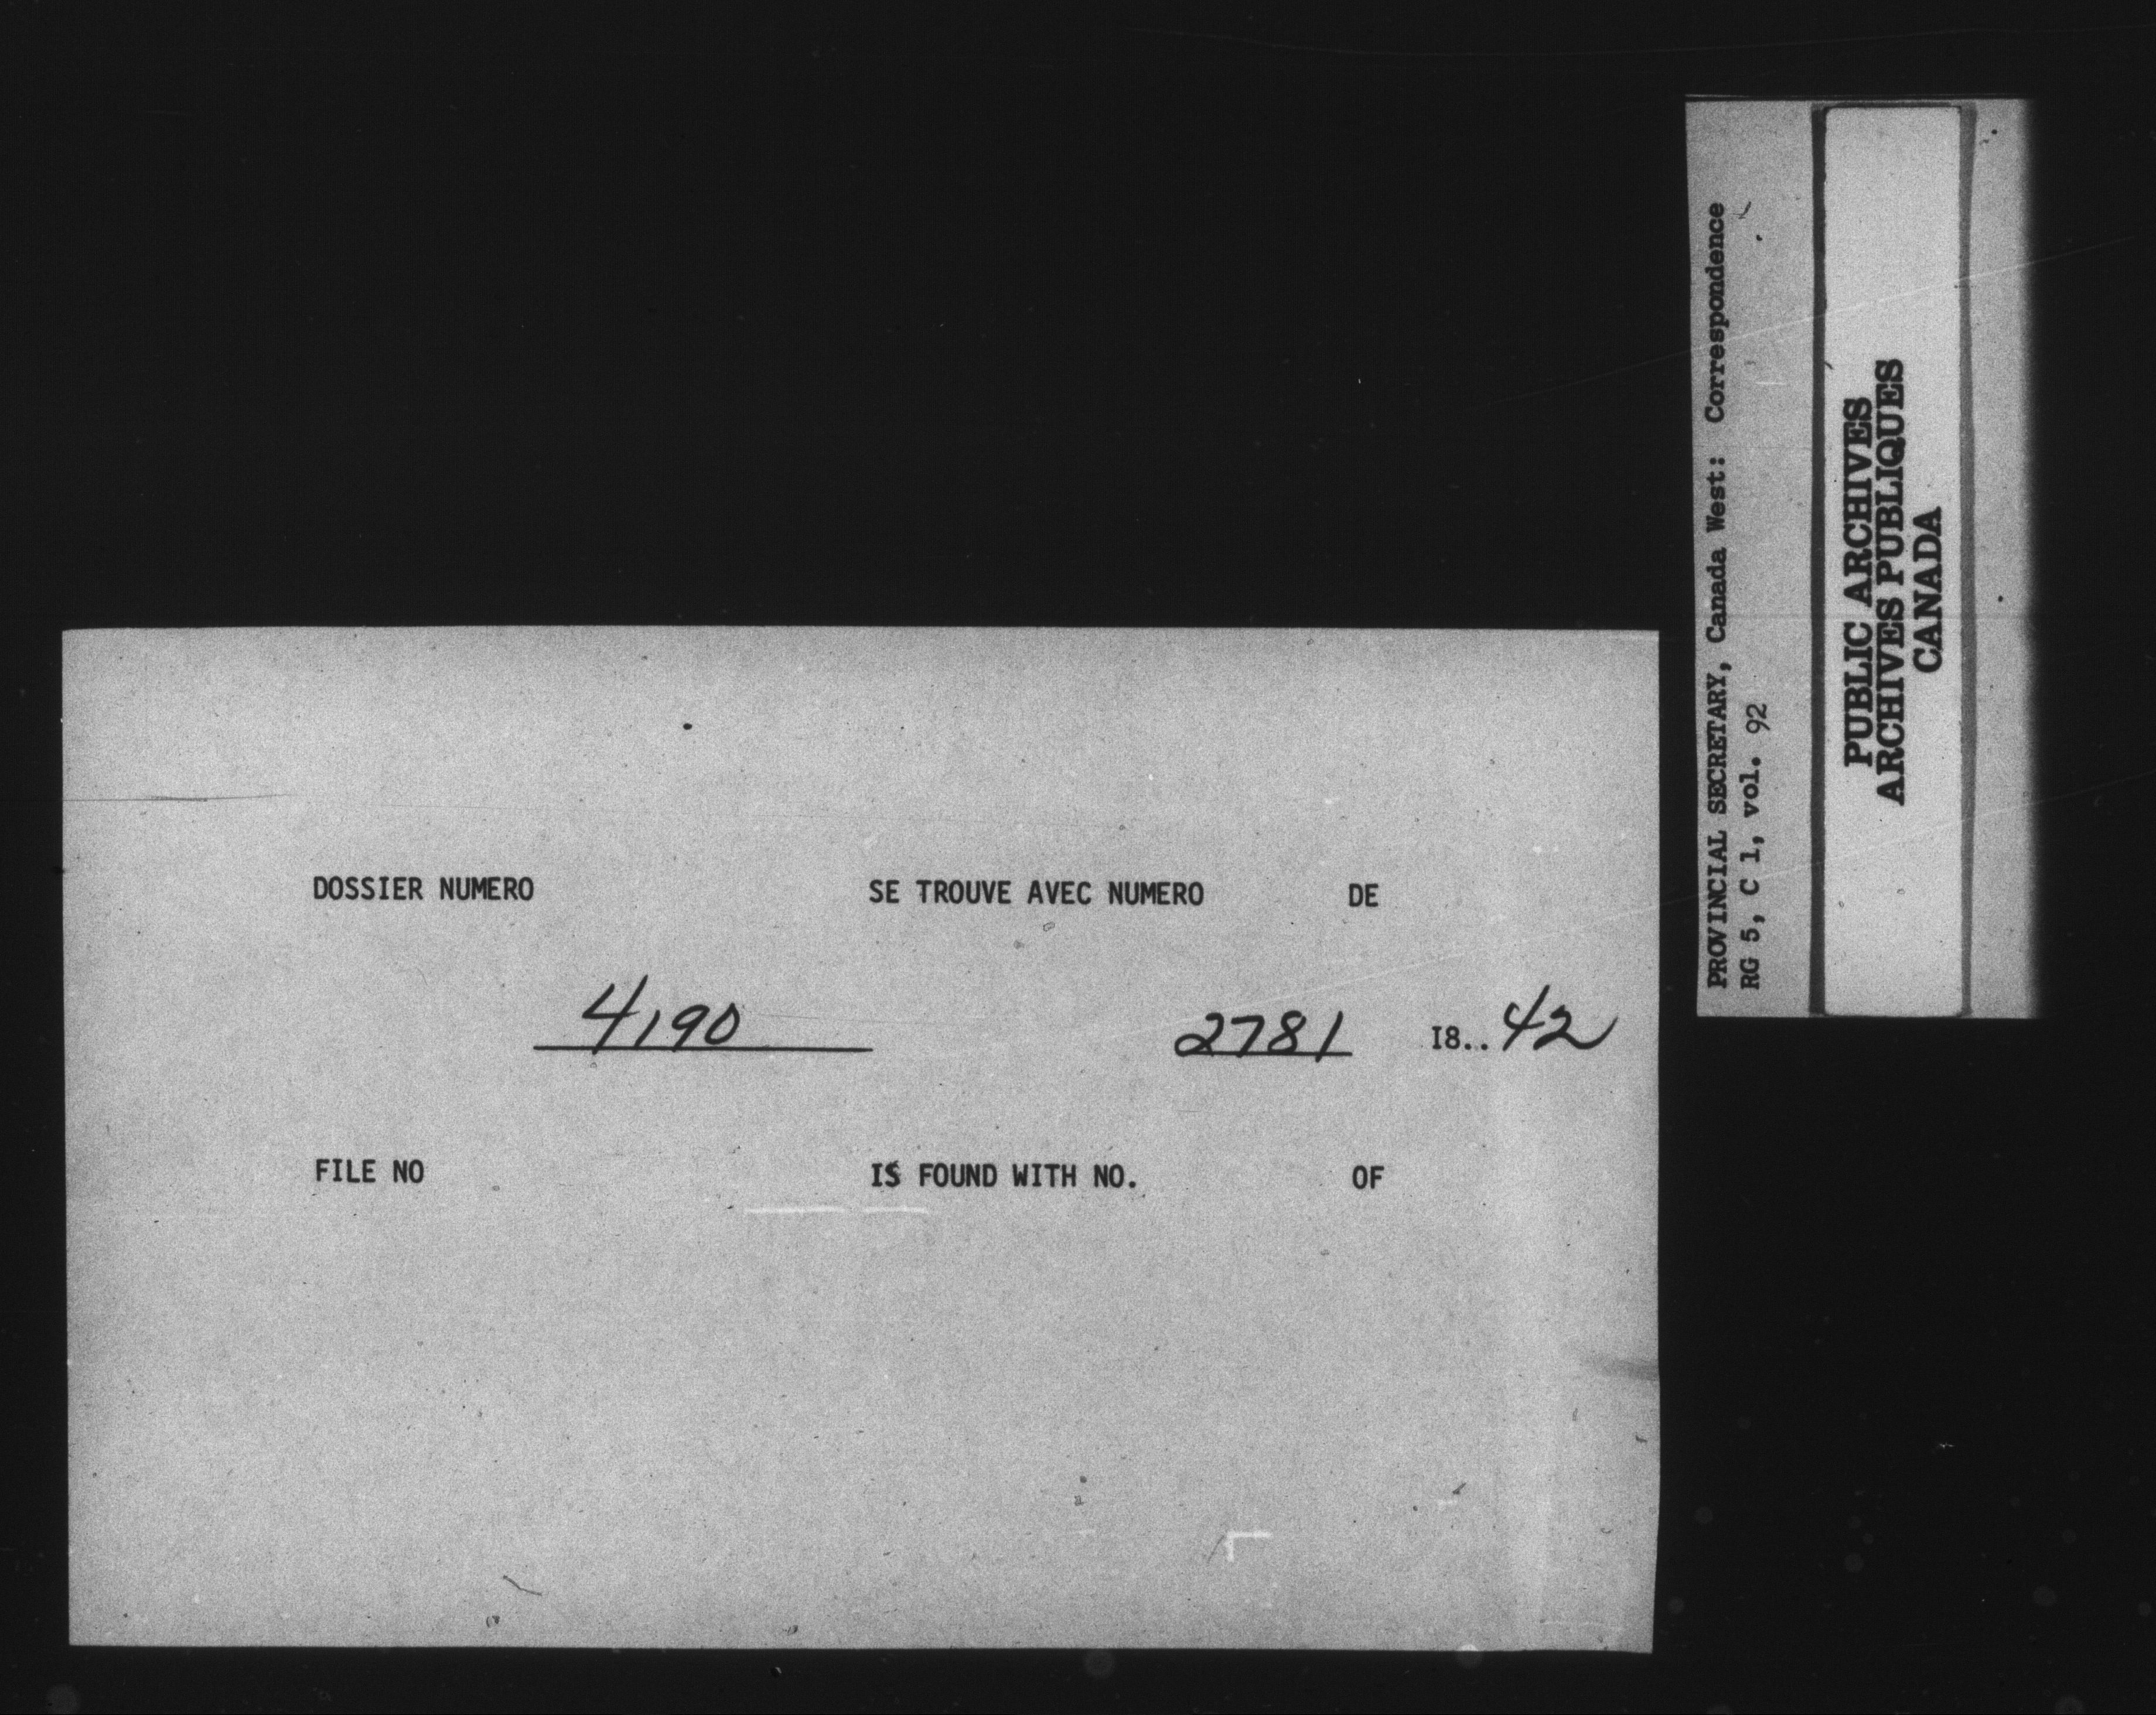 DOSSIER NUMERO SE TROUVE AVEC NUMERO DE
4190 2781 18..42
FILE NO IS FOUND WITH NO. OF
PROVINCIAL SECRETARY, Canada West: Correspondence
RG 5, C 1, vol. 92
PUBLIC ARCHIVES
ARCHIVES PUBLIQUES
CANADA